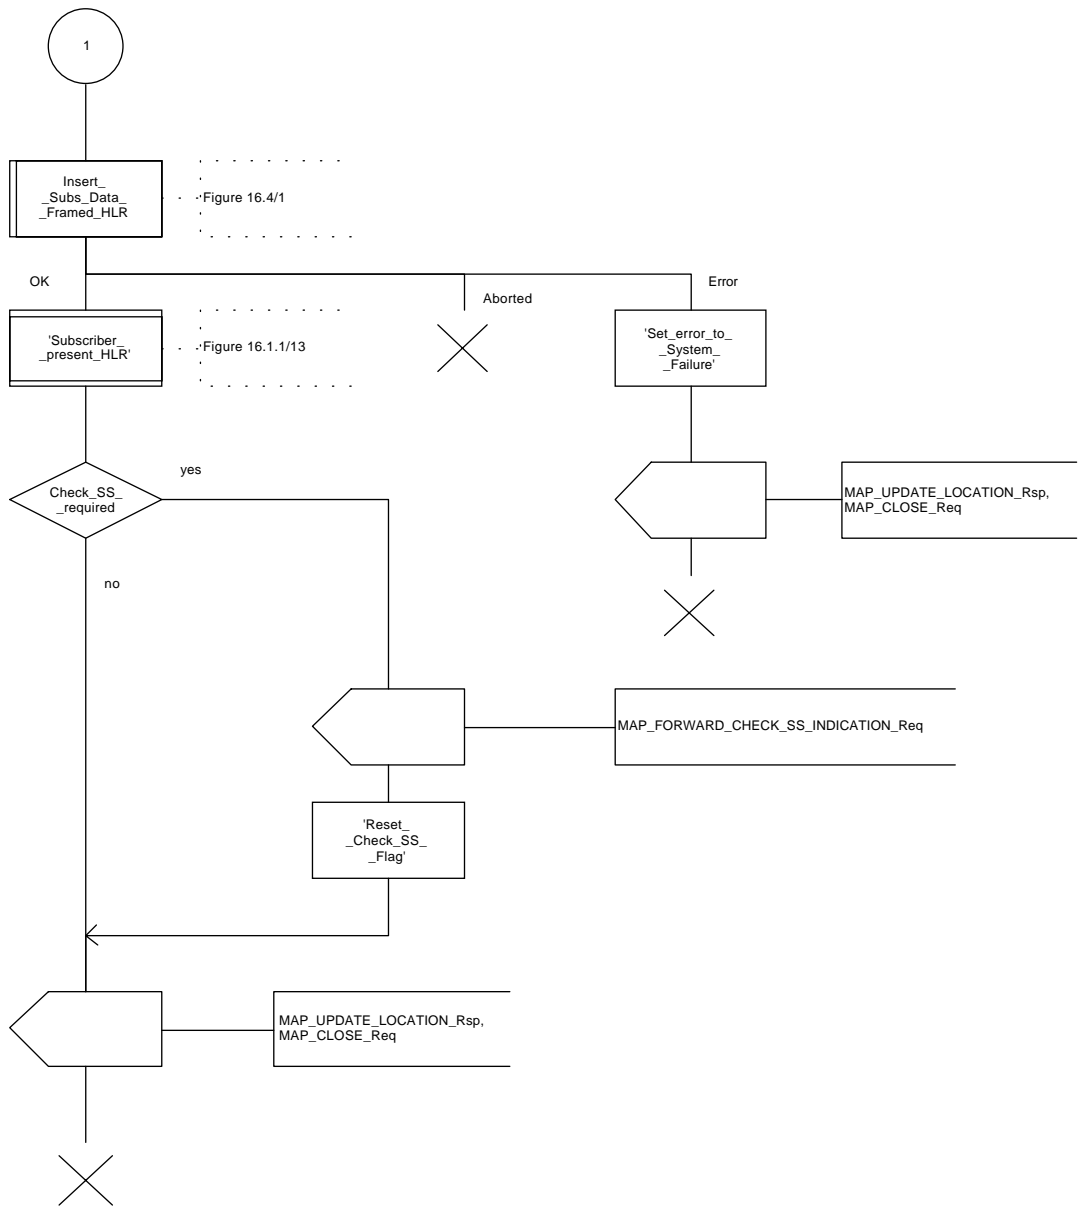 1
Insert_
_Subs_Data_
_Framed_HLR
Figure 16.4/1
OK
Aborted
Error
'Subscriber_
_present_HLR'
Figure 16.1.1/13
'Set_error_to_
_System_
_Failure'
Check_SS_
_required
yes
no
MAP_UPDATE_LOCATION_Rsp,
MAP_CLOSE_Req
MAP_FORWARD_CHECK_SS_INDICATION_Req
'Reset_
_Check_SS_
_Flag'
MAP_UPDATE_LOCATION_Rsp,
MAP_CLOSE_Req